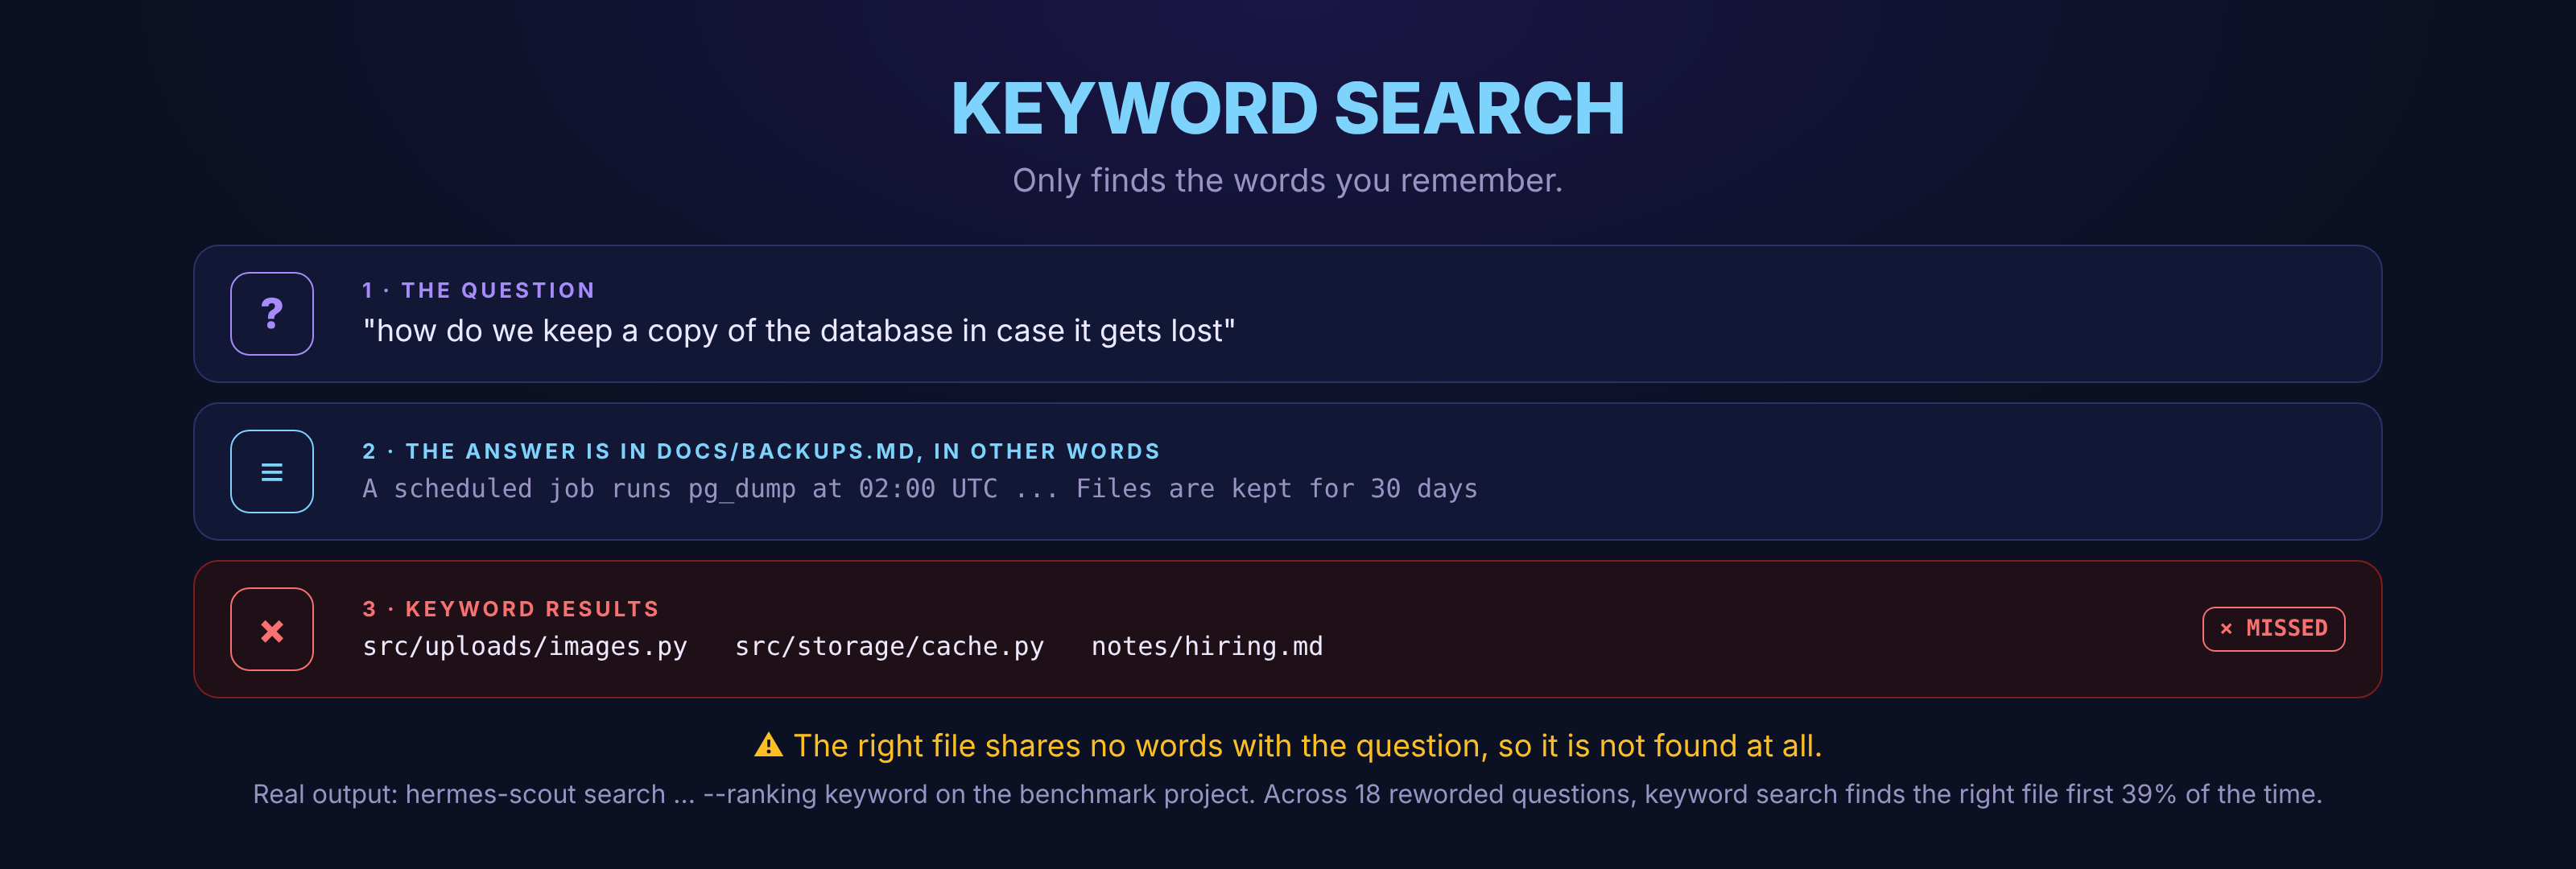 KEYWORD SEARCH
Only finds the words you remember.
?
1 · THE QUESTION
"how do we keep a copy of the database in case it gets lost"
≡
2 · THE ANSWER IS IN DOCS/BACKUPS.MD, IN OTHER WORDS
A scheduled job runs pg_dump at 02:00 UTC ... Files are kept for 30 days
×
3 · KEYWORD RESULTS
src/uploads/images.py src/storage/cache.py notes/hiring.md
× MISSED
⚠ The right file shares no words with the question, so it is not found at all.
Real output: hermes-scout search ... --ranking keyword on the benchmark project. Across 18 reworded questions, keyword search finds the right file first 39% of the time.